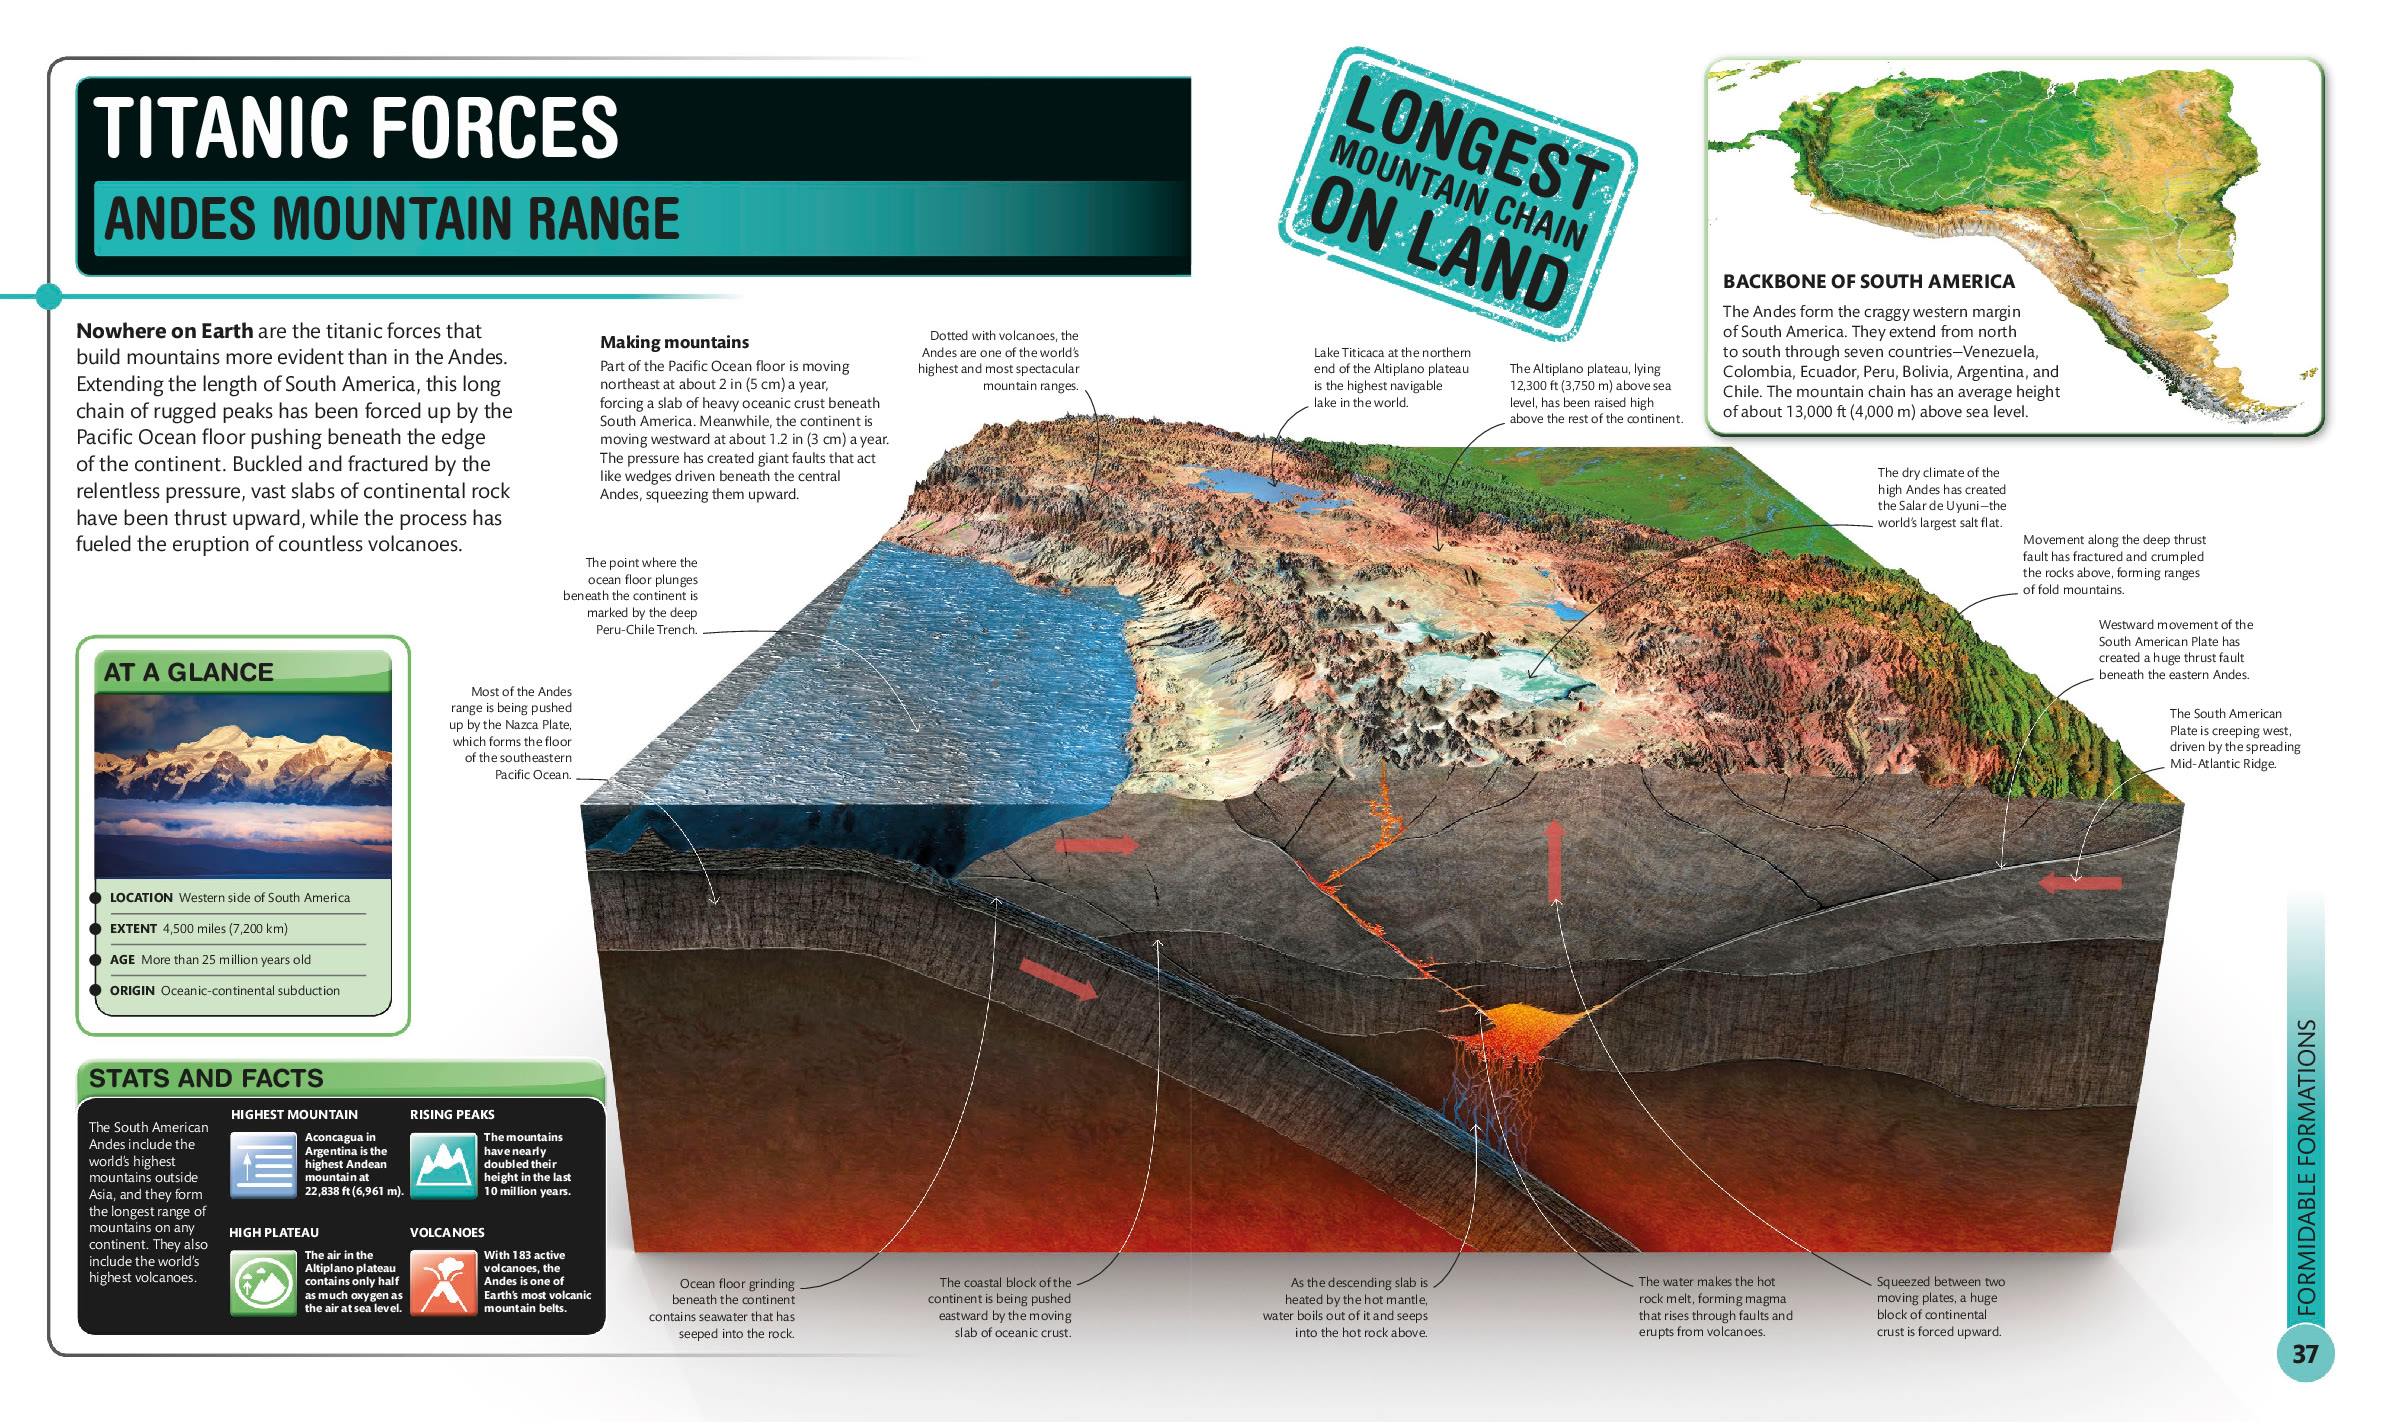 TITANIC FORCES
ANDES MOUNTAIN RANGE
LONGEST
MOUNTAIN CHAIN
ON LAND
BACKBONE OF SOUTH AMERICA
The Andes form the craggy western margin
of South America. They extend from north
to south through seven countries—Venezuela,
Colombia, Ecuador, Peru, Bolivia, Argentina, and
Chile. The mountain chain has an average height
of about 13,000 ft (4,000 m) above sea level.
Nowhere on Earth are the titanic forces that
build mountains more evident than in the Andes.
Extending the length of South America, this long
chain of rugged peaks has been forced up by the
Pacific Ocean floor pushing beneath the edge
of the continent. Buckled and fractured by the
relentless pressure, vast slabs of continental rock
have been thrust upward, while the process has
fueled the eruption of countless volcanoes.
Making mountains
Part of the Pacific Ocean floor is moving
northeast at about 2 in (5 cm) a year,
forcing a slab of heavy oceanic crust beneath
South America. Meanwhile, the continent is
moving westward at about 1.2 in (3 cm) a year.
The pressure has created giant faults that act
like wedges driven beneath the central
Andes, squeezing them upward.
Dotted with volcanoes, the
Andes are one of the world's
highest and most spectacular
mountain ranges.
Lake Titicaca at the northern
end of the Altiplano plateau
is the highest navigable
lake in the world.
The Altiplano plateau, lying
12,300 ft (3,750 m) above sea
level, has been raised high
above the rest of the continent.
The dry climate of the
high Andes has created
the Salar de Uyuni—the
world's largest salt flat.
Movement along the deep thrust
fault has fractured and crumpled
the rocks above, forming ranges
of fold mountains.
Westward movement of the
South American Plate has
created a huge thrust fault
beneath the eastern Andes.
The South American
Plate is creeping west,
driven by the spreading
Mid-Atlantic Ridge.
The point where the
ocean floor plunges
beneath the continent is
marked by the deep
Peru-Chile Trench.
Most of the Andes
range is being pushed
up by the Nazca Plate,
which forms the floor
of the southeastern
Pacific Ocean.
AT A GLANCE
LOCATION Western side of South America
EXTENT 4,500 miles (7,200 km)
AGE More than 25 million years old
ORIGIN Oceanic-continental subduction
STATS AND FACTS
The South American
Andes include the
world's highest
mountains outside
Asia, and they form
the longest range of
mountains on any
continent. They also
include the world's
highest volcanoes.
HIGHEST MOUNTAIN
Aconcagua in
Argentina is the
highest Andean
mountain at
22,838 ft (6,961 m).
RISING PEAKS
The mountains
have nearly
doubled their
height in the last
10 million years.
HIGH PLATEAU
The air in the
Altiplano plateau
contains only half
as much oxygen as
the air at sea level.
VOLCANOES
With 183 active
volcanoes, the
Andes is one of
Earth's most volcanic
mountain belts.
Ocean floor grinding
beneath the continent
contains seawater that has
seeped into the rock.
The coastal block of the
continent is being pushed
eastward by the moving
slab of oceanic crust.
As the descending slab is
heated by the hot mantle,
water boils out of it and seeps
into the hot rock above.
The water makes the hot
rock melt, forming magma
that rises through faults and
erupts from volcanoes.
Squeezed between two
moving plates, a huge
block of continental
crust is forced upward.
FORMIDABLE FORMATIONS
37